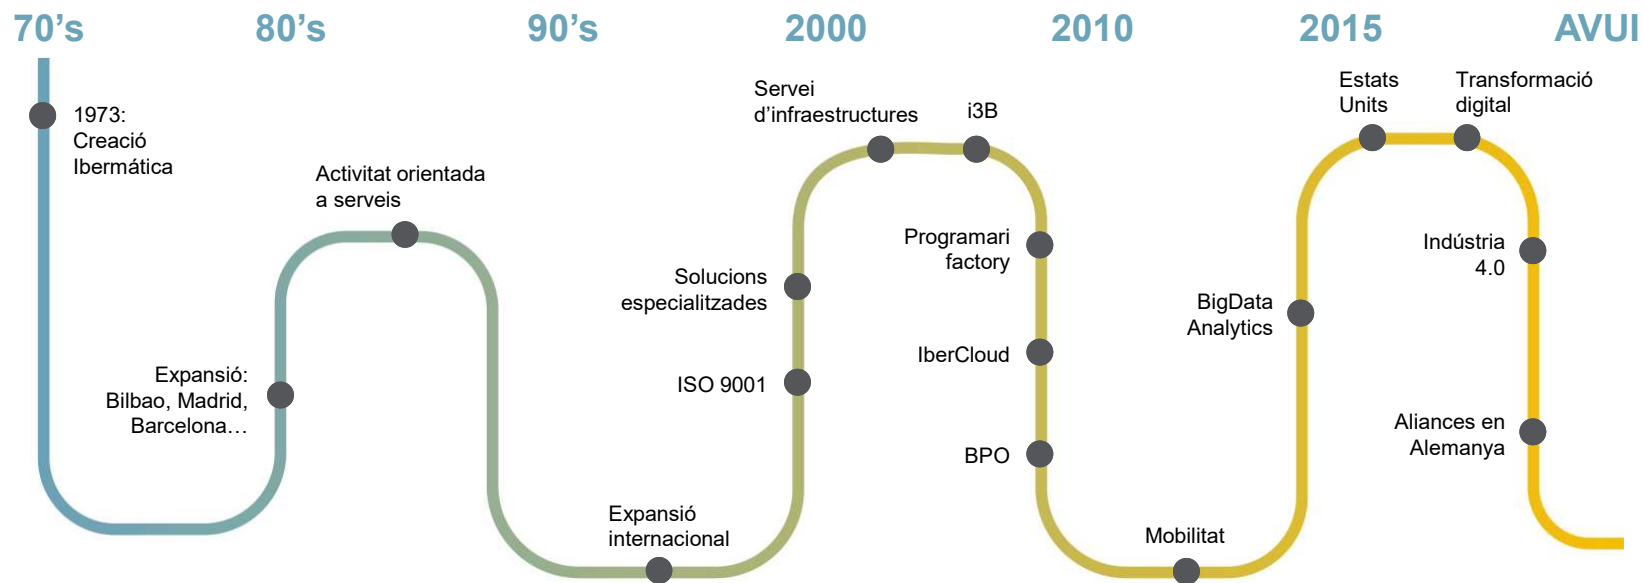 70’s
80’s
90’s
2000
2010
2015
AVUI
1973:
Creació
Ibermática
Expansió:
Bilbao, Madrid,
Barcelona…
Activitat orientada
a serveis
Expansió
internacional
ISO 9001
Solucions
especialitzades
Servei
d’infraestructures
i3B
Programari
factory
IberCloud
BPO
Mobilitat
BigData
Analytics
Estats
Units
Transformació
digital
Indústria
4.0
Aliances en
Alemanya